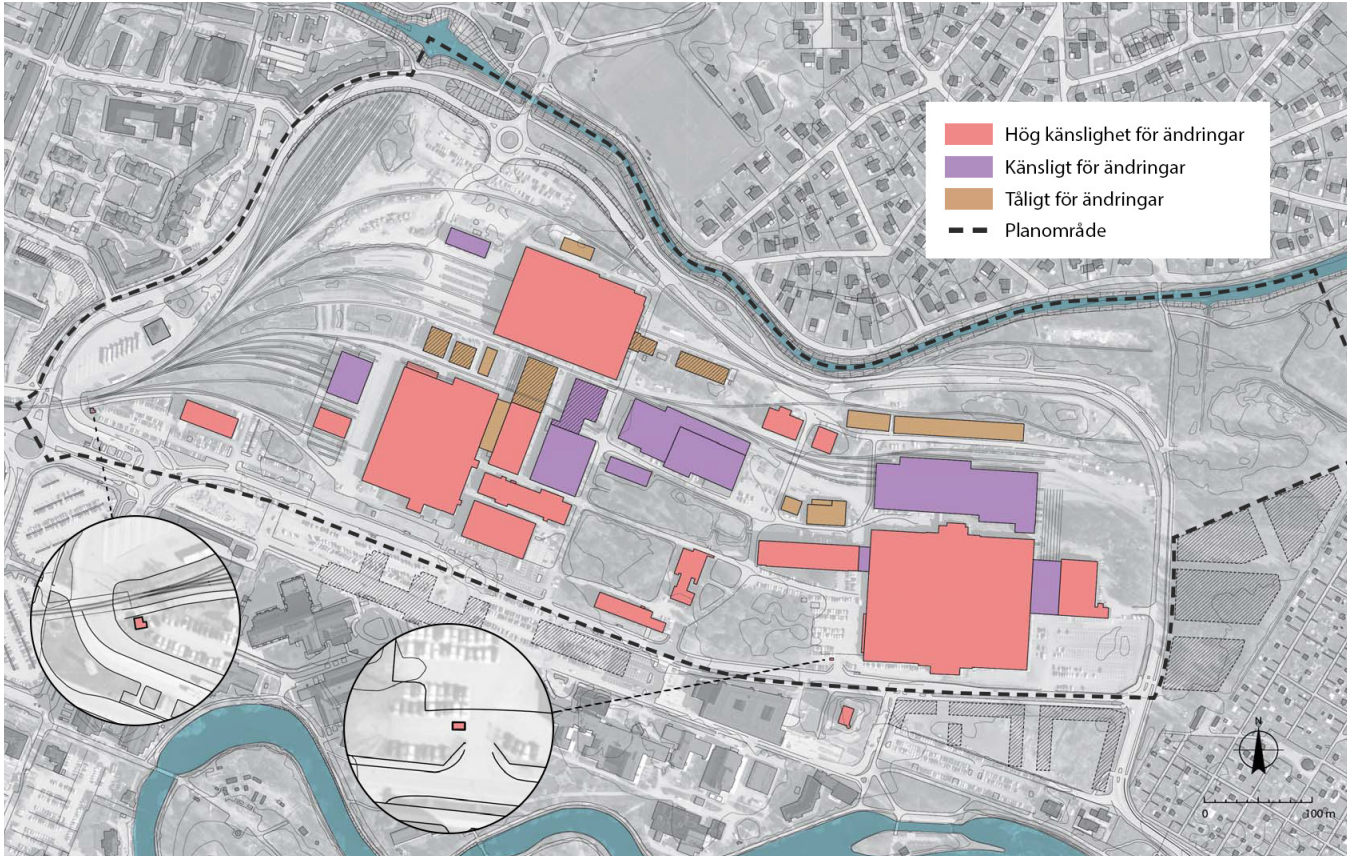 Hög känslighet för ändringar
Känsligt för ändringar
Tåligt för ändringar
Planområde
N
0 100 m